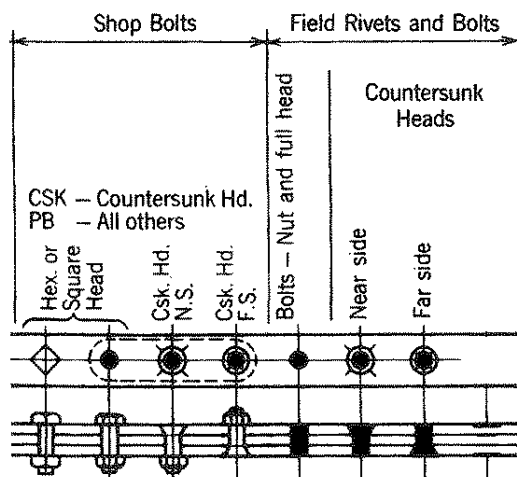 Shop Bolts
Field Rivets and Bolts
Countersunk
Heads
CSK – Countersunk Hd.
PB – All others
Hex. or
Square
Head
Csk. Hd.
N.S.
Csk. Hd.
F.S.
Bolts – Nut and full head
Near side
Far side